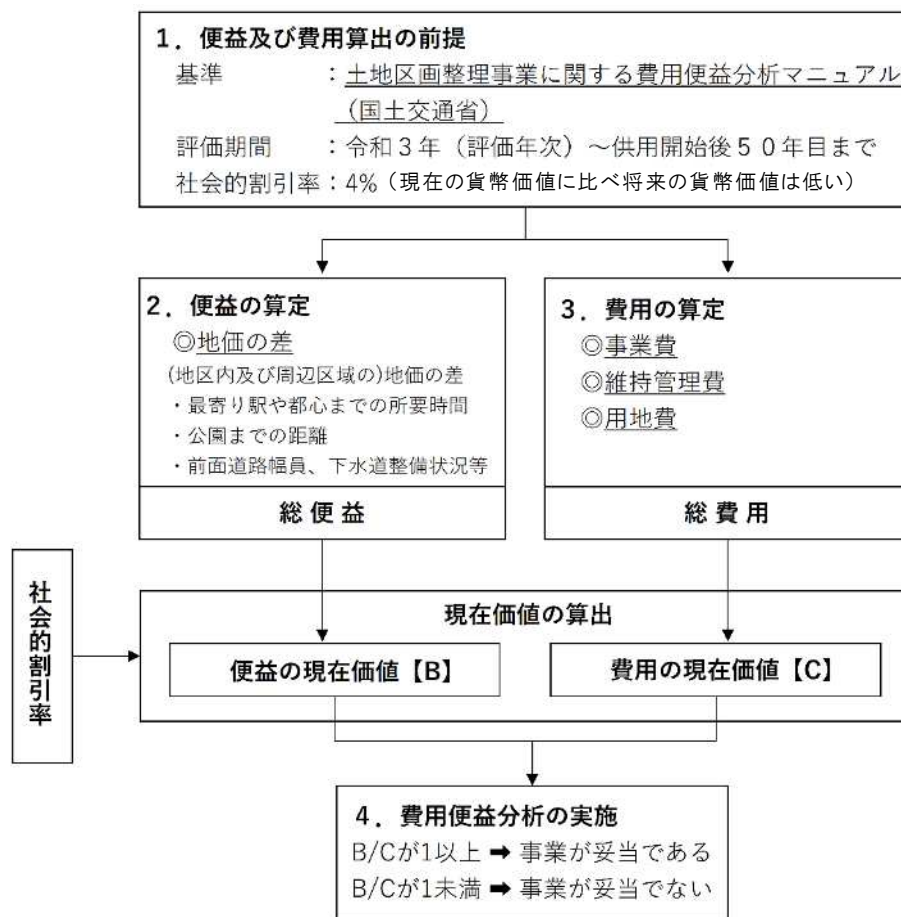 1．便益及び費用算出の前提
基準　　　　：土地区画整理事業に関する費用便益分析マニュアル
（国土交通省）
評価期間　　：令和３年（評価年次）～供用開始後５０年目まで
社会的割引率：4%（現在の貨幣価値に比べ将来の貨幣価値は低い）
2．便益の算定
◎地価の差
(地区内及び周辺区域の)地価の差
・最寄り駅や都心までの所要時間
・公園までの距離
・前面道路幅員、下水道整備状況等
総 便 益
3．費用の算定
◎事業費
◎維持管理費
◎用地費
総 費 用
社会的割引率
現在価値の算出
便益の現在価値【B】
費用の現在価値【C】
4．費用便益分析の実施
B/Cが1以上 ➡ 事業が妥当である
B/Cが1未満 ➡ 事業が妥当でない